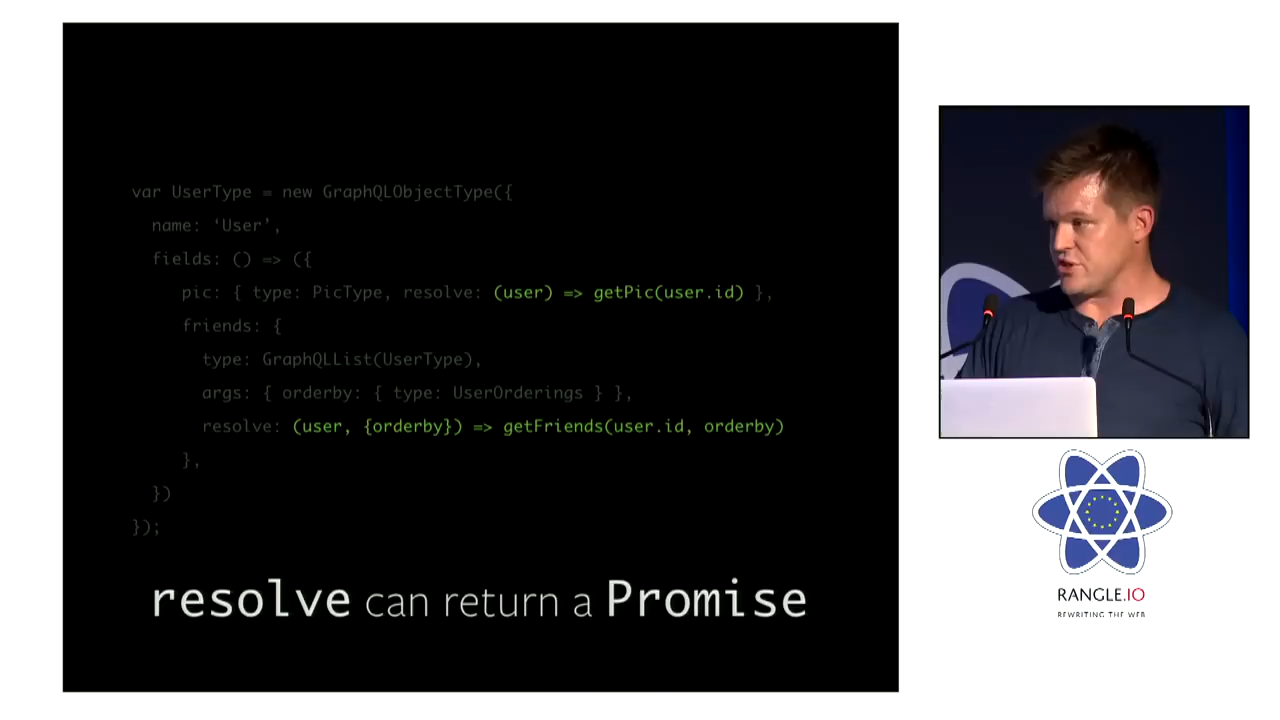 var UserType = new GraphQLObjectType({
name: ‘User’,
fields: () => ({
pic: { type: PicType, resolve: (user) => getPic(user.id) },
friends: {
type: GraphQLList(UserType),
args: { orderby: { type: UserOrderings } },
resolve: (user, {orderby}) => getFriends(user.id, orderby)
},
})
});
resolve can return a Promise
RANGLE.IO
REWRITING THE WEB